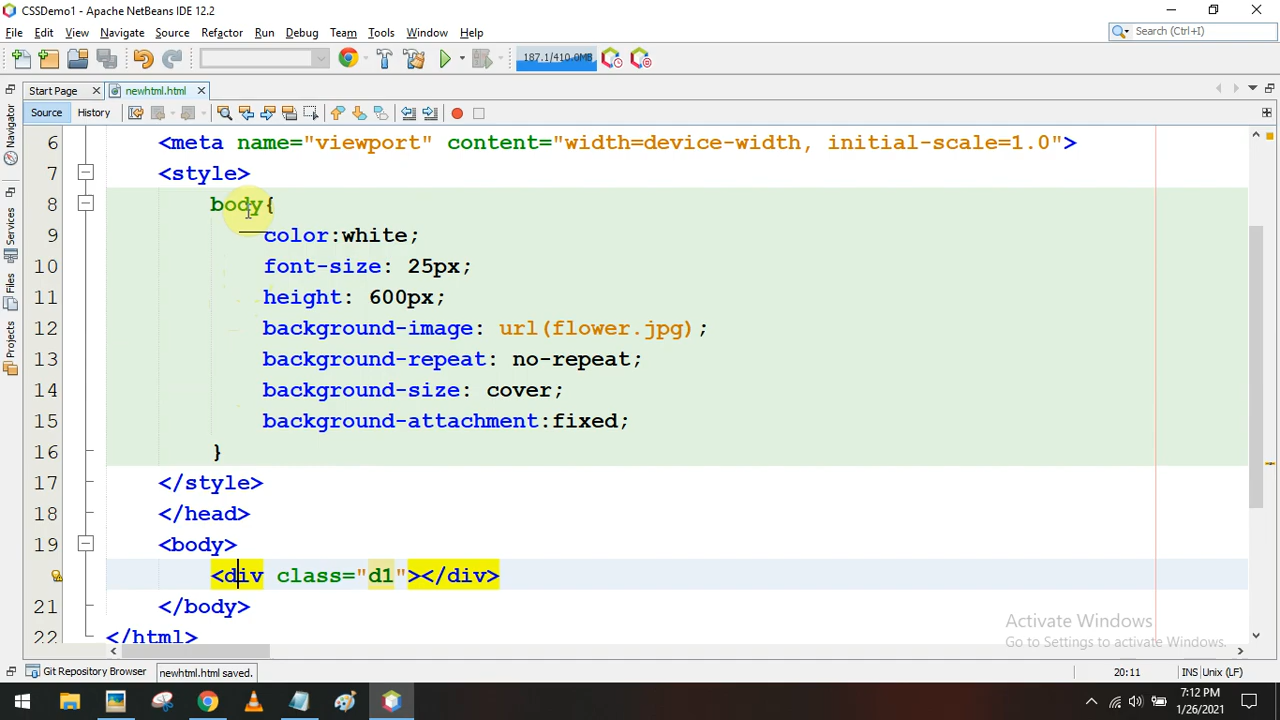 CSSDemo1 - Apache NetBeans IDE 12.2
File Edit View Navigate Source Refactor Run Debug Team Tools Window Help
Search (Ctrl+I)
187.1/410.0MB
Start Page newhtml.html
Source History
Navigator
Services
Files
Projects
6 <meta name="viewport" content="width=device-width, initial-scale=1.0">
7 <style>
8 body{
9 color:white;
10 font-size: 25px;
11 height: 600px;
12 background-image: url(flower.jpg);
13 background-repeat: no-repeat;
14 background-size: cover;
15 background-attachment:fixed;
16 }
17 </style>
18 </head>
19 <body>
<div class="d1"></div>
21 </body>
22 </html>
Activate Windows
Go to Settings to activate Windows.
Git Repository Browser newhtml.html saved. 20:11 INS Unix (LF)
7:12 PM
1/26/2021